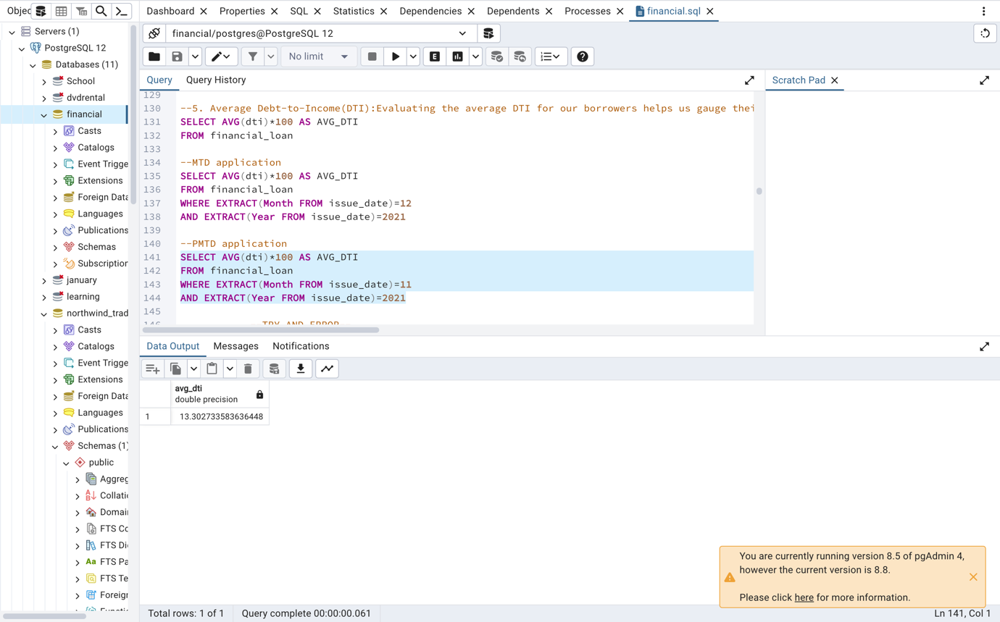 Objec
Dashboard
Properties
SQL
Statistics
Dependencies
Dependents
Processes
financial.sql
Servers (1)
PostgreSQL 12
Databases (11)
School
dvdrental
financial
Casts
Catalogs
Event Trigge
Extensions
Foreign Data
Languages
Publications
Schemas
Subscription
january
learning
northwind_trad
Casts
Catalogs
Event Trigge
Extensions
Foreign Data
Languages
Publications
Schemas (1)
public
Aggreg
Collatic
Domain
FTS Co
FTS Di
Aa FTS Pa
FTS Te
Foreign
financial/postgres@PostgreSQL 12
No limit
E
Query
Query History
Scratch Pad
129
130 --5. Average Debt-to-Income(DTI):Evaluating the average DTI for our borrowers helps us gauge thei
131 SELECT AVG(dti)*100 AS AVG_DTI
132 FROM financial_loan
133
134 --MTD application
135 SELECT AVG(dti)*100 AS AVG_DTI
136 FROM financial_loan
137 WHERE EXTRACT(Month FROM issue_date)=12
138 AND EXTRACT(Year FROM issue_date)=2021
139
140 --PMTD application
141 SELECT AVG(dti)*100 AS AVG_DTI
142 FROM financial_loan
143 WHERE EXTRACT(Month FROM issue_date)=11
144 AND EXTRACT(Year FROM issue_date)=2021
145
146 TRY AND ERROR
Data Output
Messages
Notifications
avg_dti
double precision
1 13.302733583636448
You are currently running version 8.5 of pgAdmin 4,
however the current version is 8.8.
Please click here for more information.
Total rows: 1 of 1
Query complete 00:00:00.061
Ln 141, Col 1